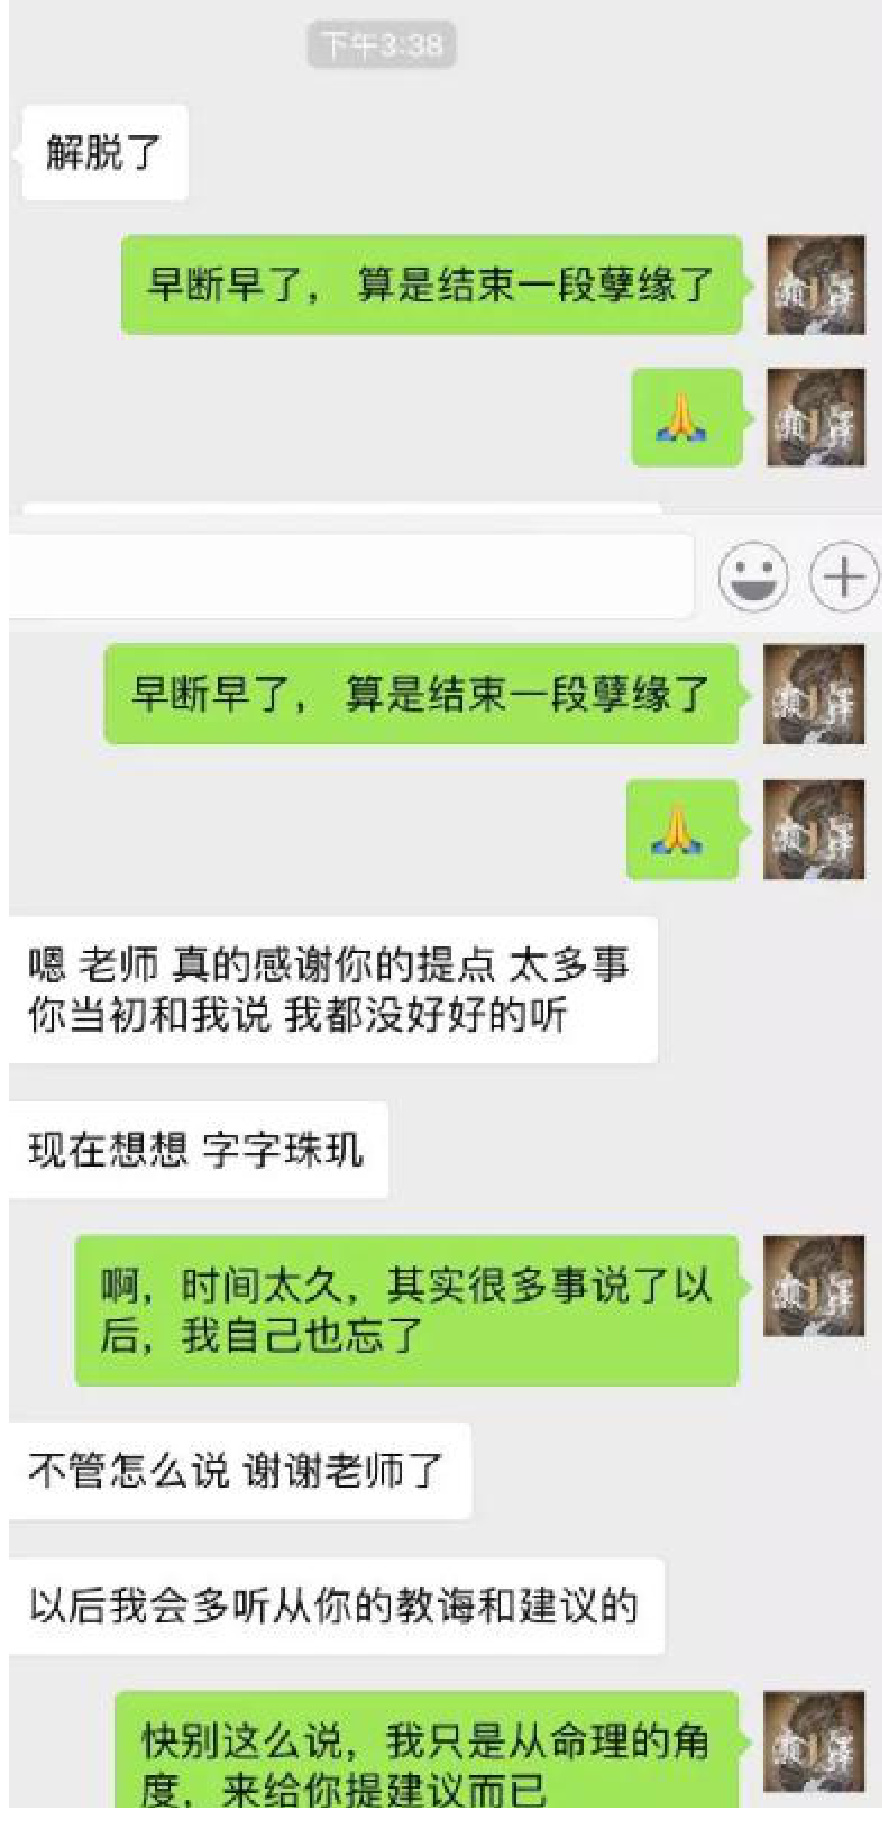 下午3:38
解脱了
早断早了， 算是结束一段孽缘了
🙏
早断早了， 算是结束一段孽缘了
🙏
嗯 老师 真的感谢你的提点 太多事
你当初和我说 我都没好好的听
现在想想 字字珠玑
啊，时间太久，其实很多事说了以
后，我自己也忘了
不管怎么说 谢谢老师了
以后我会多听从你的教诲和建议的
快别这么说，我只是从命理的角
度，来给你提建议而已